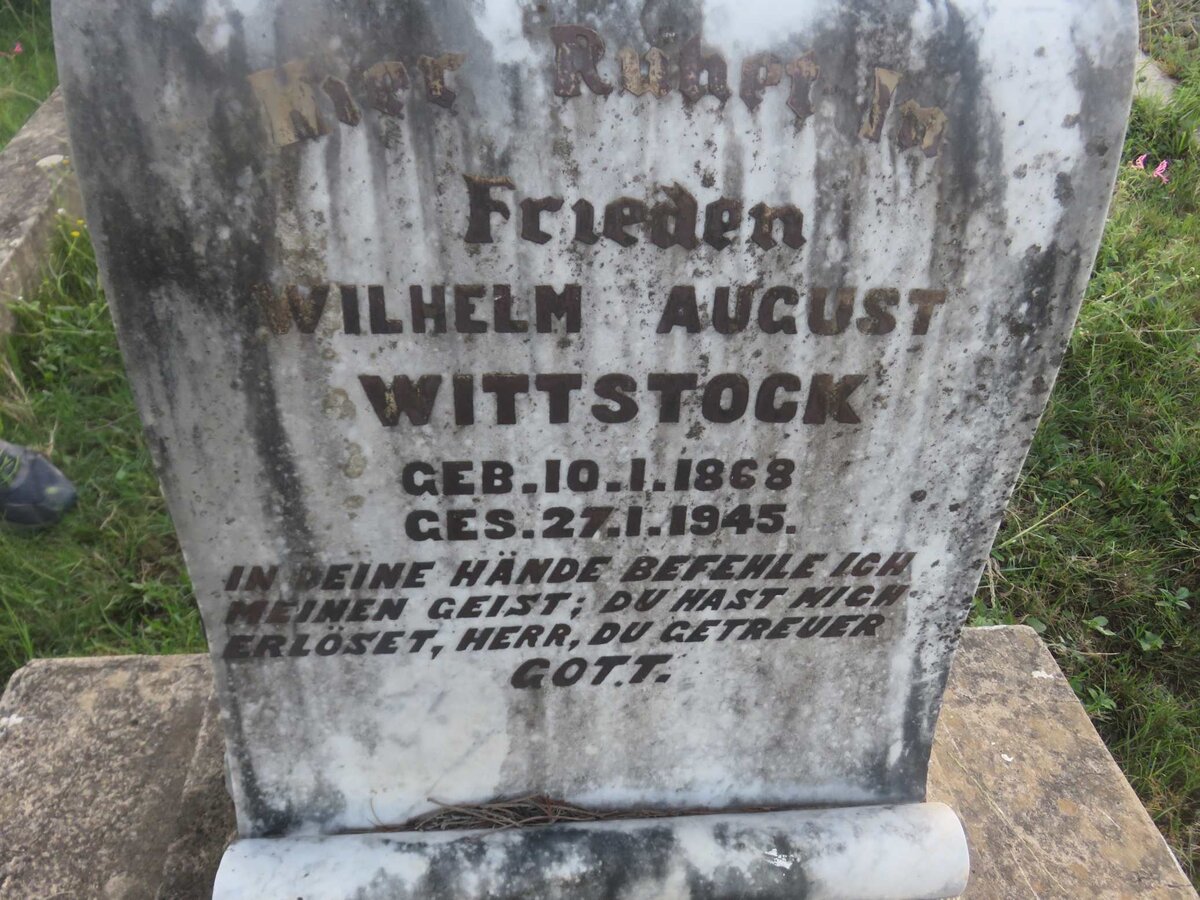 Hier Ruhet In
Frieden
WILHELM AUGUST
WITTSTOCK
GEB. 10.1.1868
GES. 27.1.1945.
IN DEINE HÄNDE BEFEHLE ICH
MEINEN GEIST; DU HAST MICH
ERLÖSET, HERR, DU GETREUER
GOTT.